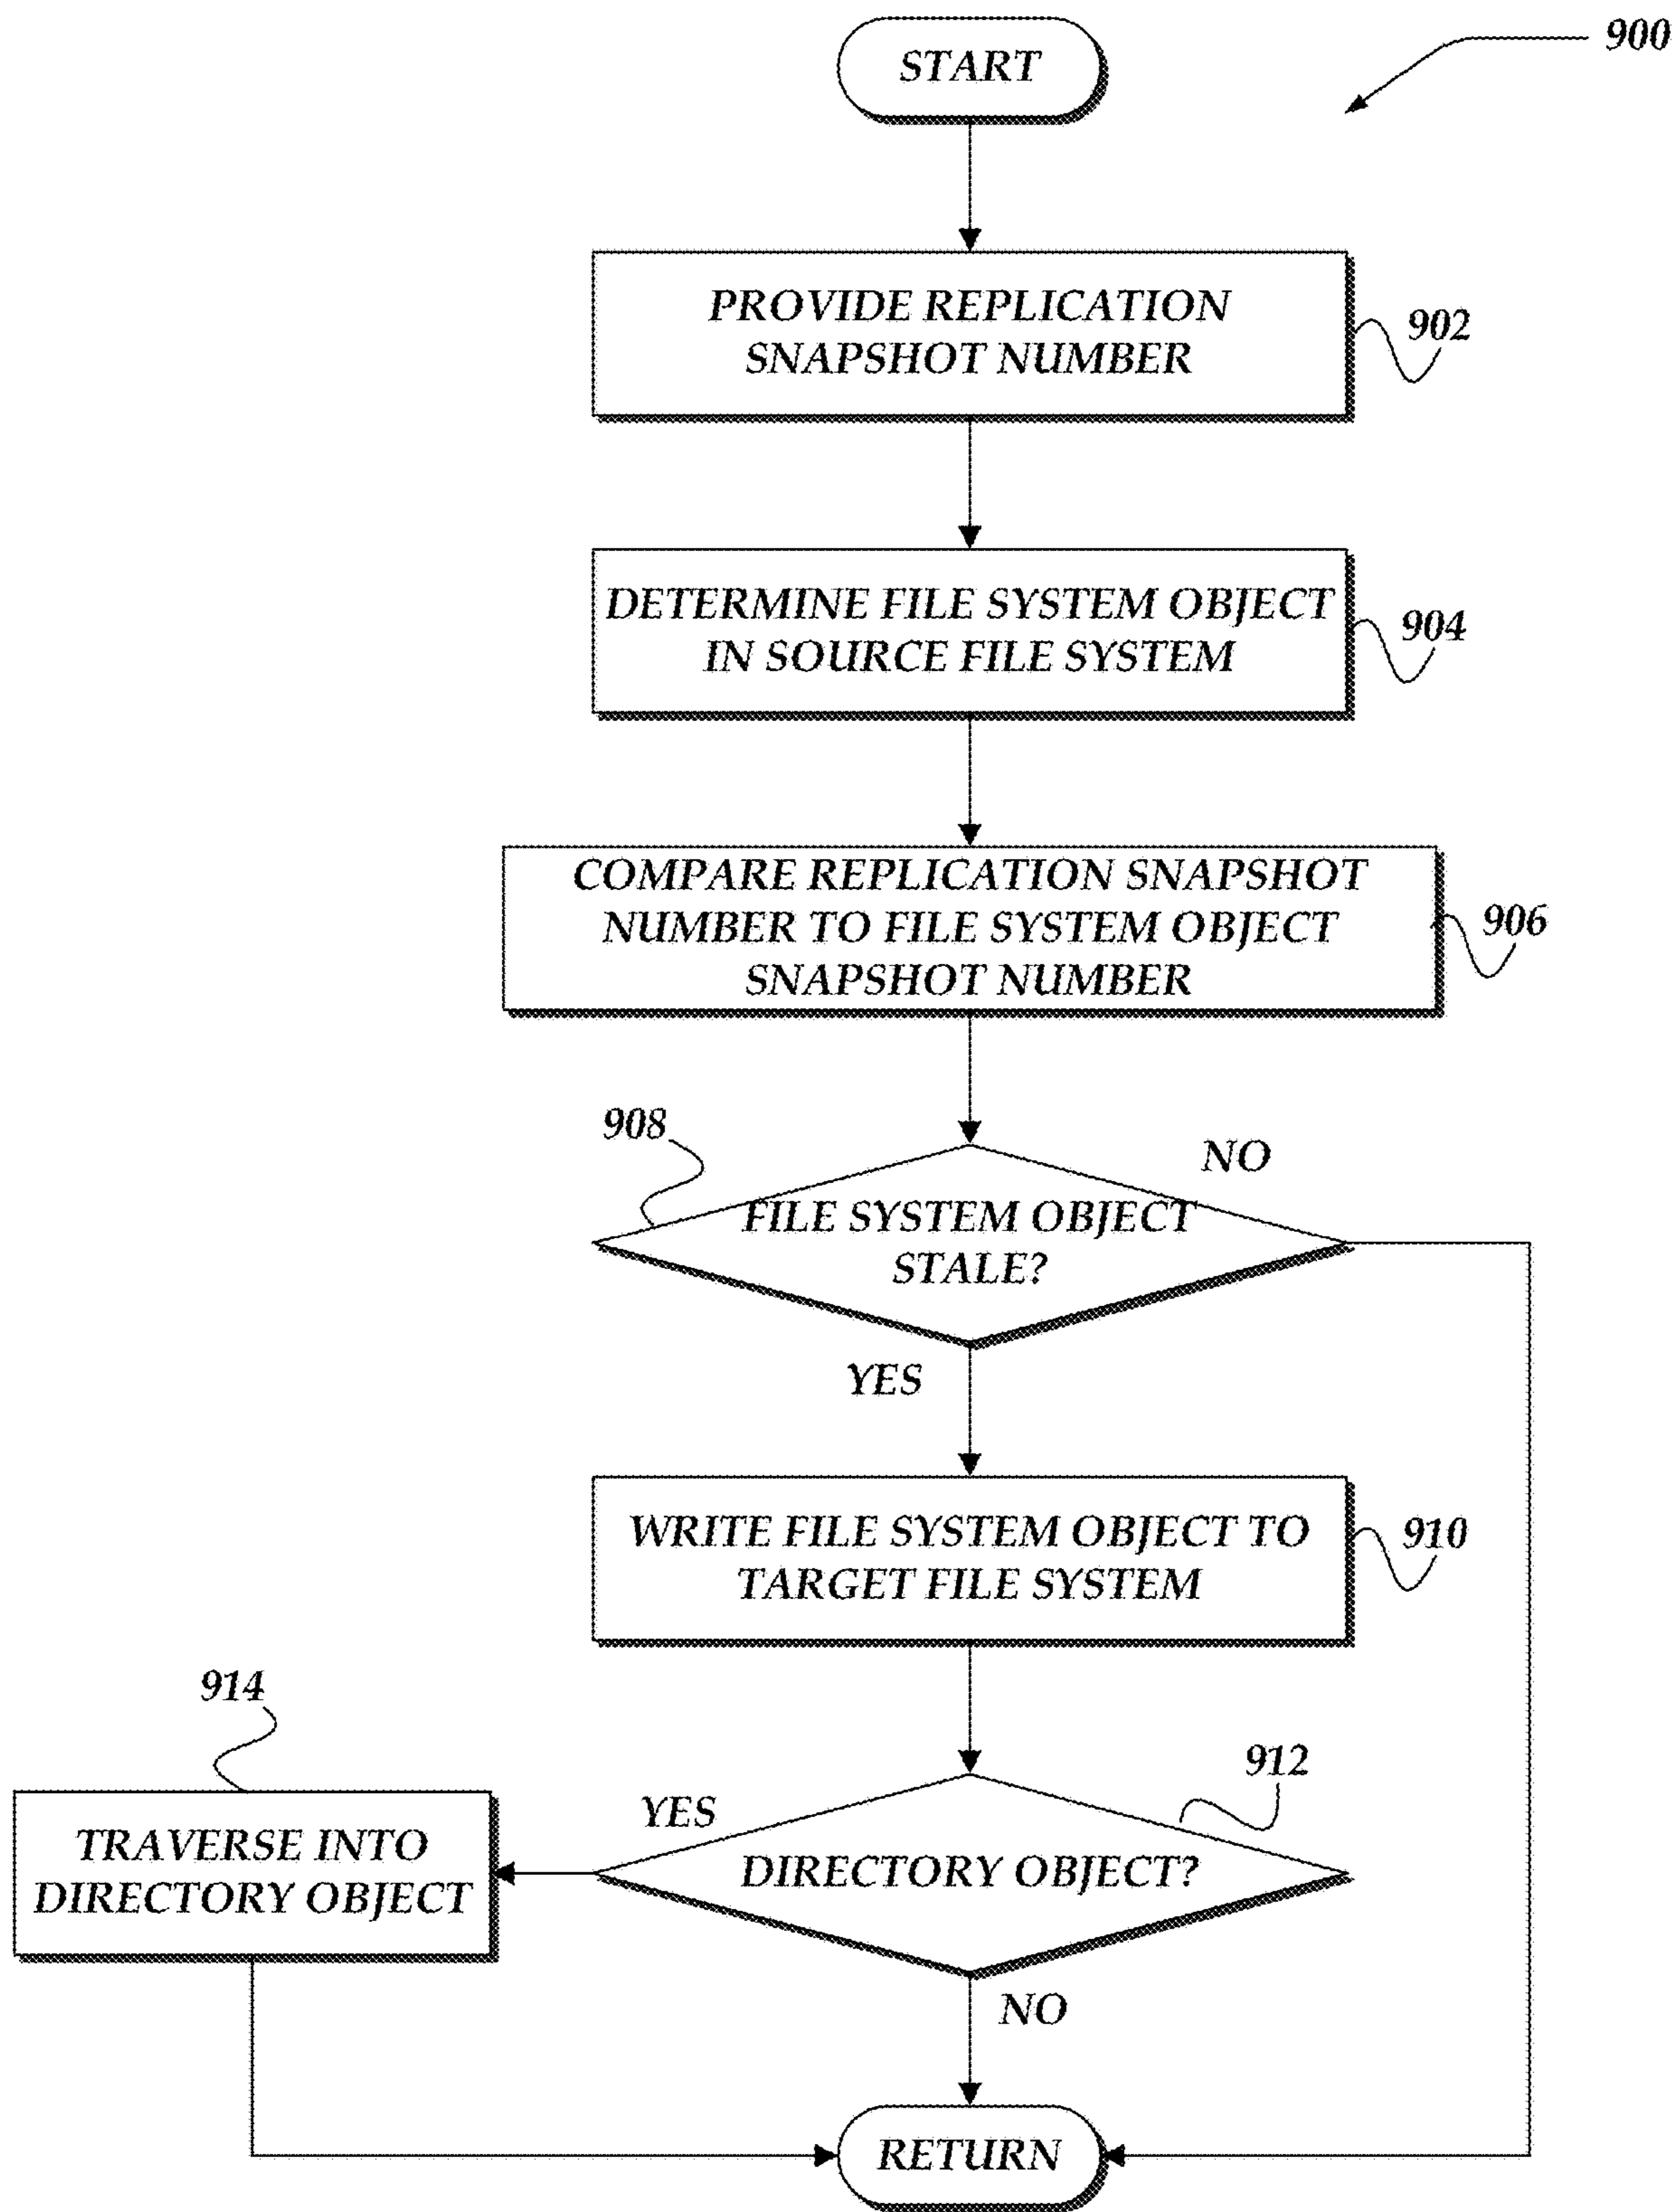 START
900
PROVIDE REPLICATION
SNAPSHOT NUMBER
902
DETERMINE FILE SYSTEM OBJECT
IN SOURCE FILE SYSTEM
904
COMPARE REPLICATION SNAPSHOT
NUMBER TO FILE SYSTEM OBJECT
SNAPSHOT NUMBER
906
908
NO
FILE SYSTEM OBJECT
STALE?
YES
WRITE FILE SYSTEM OBJECT TO
TARGET FILE SYSTEM
910
914
912
YES
TRAVERSE INTO
DIRECTORY OBJECT
DIRECTORY OBJECT?
NO
RETURN